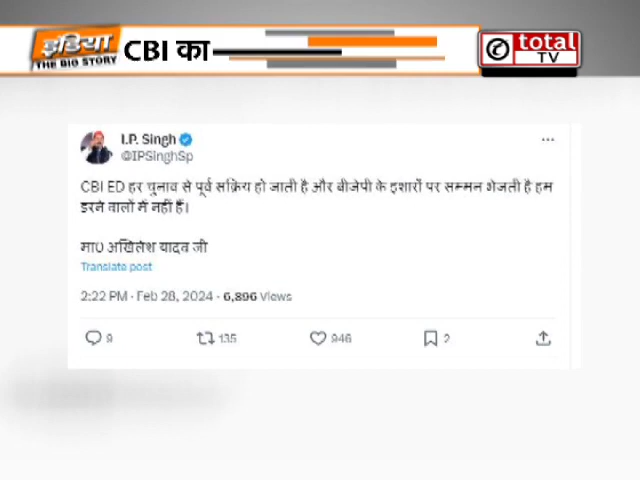 इंडिया
THE BIG STORY
CBI का
total
TV
I.P. Singh
@IPSinghSp
CBI ED हर चुनाव से पूर्व सक्रिय हो जाती है और बीजेपी के इशारों पर सम्मन भेजती है हम
डरने वालों में नहीं हैं।
मा0 अखिलेश यादव जी
Translate post
2:22 PM · Feb 28, 2024 · 6,896 Views
9
135
946
2